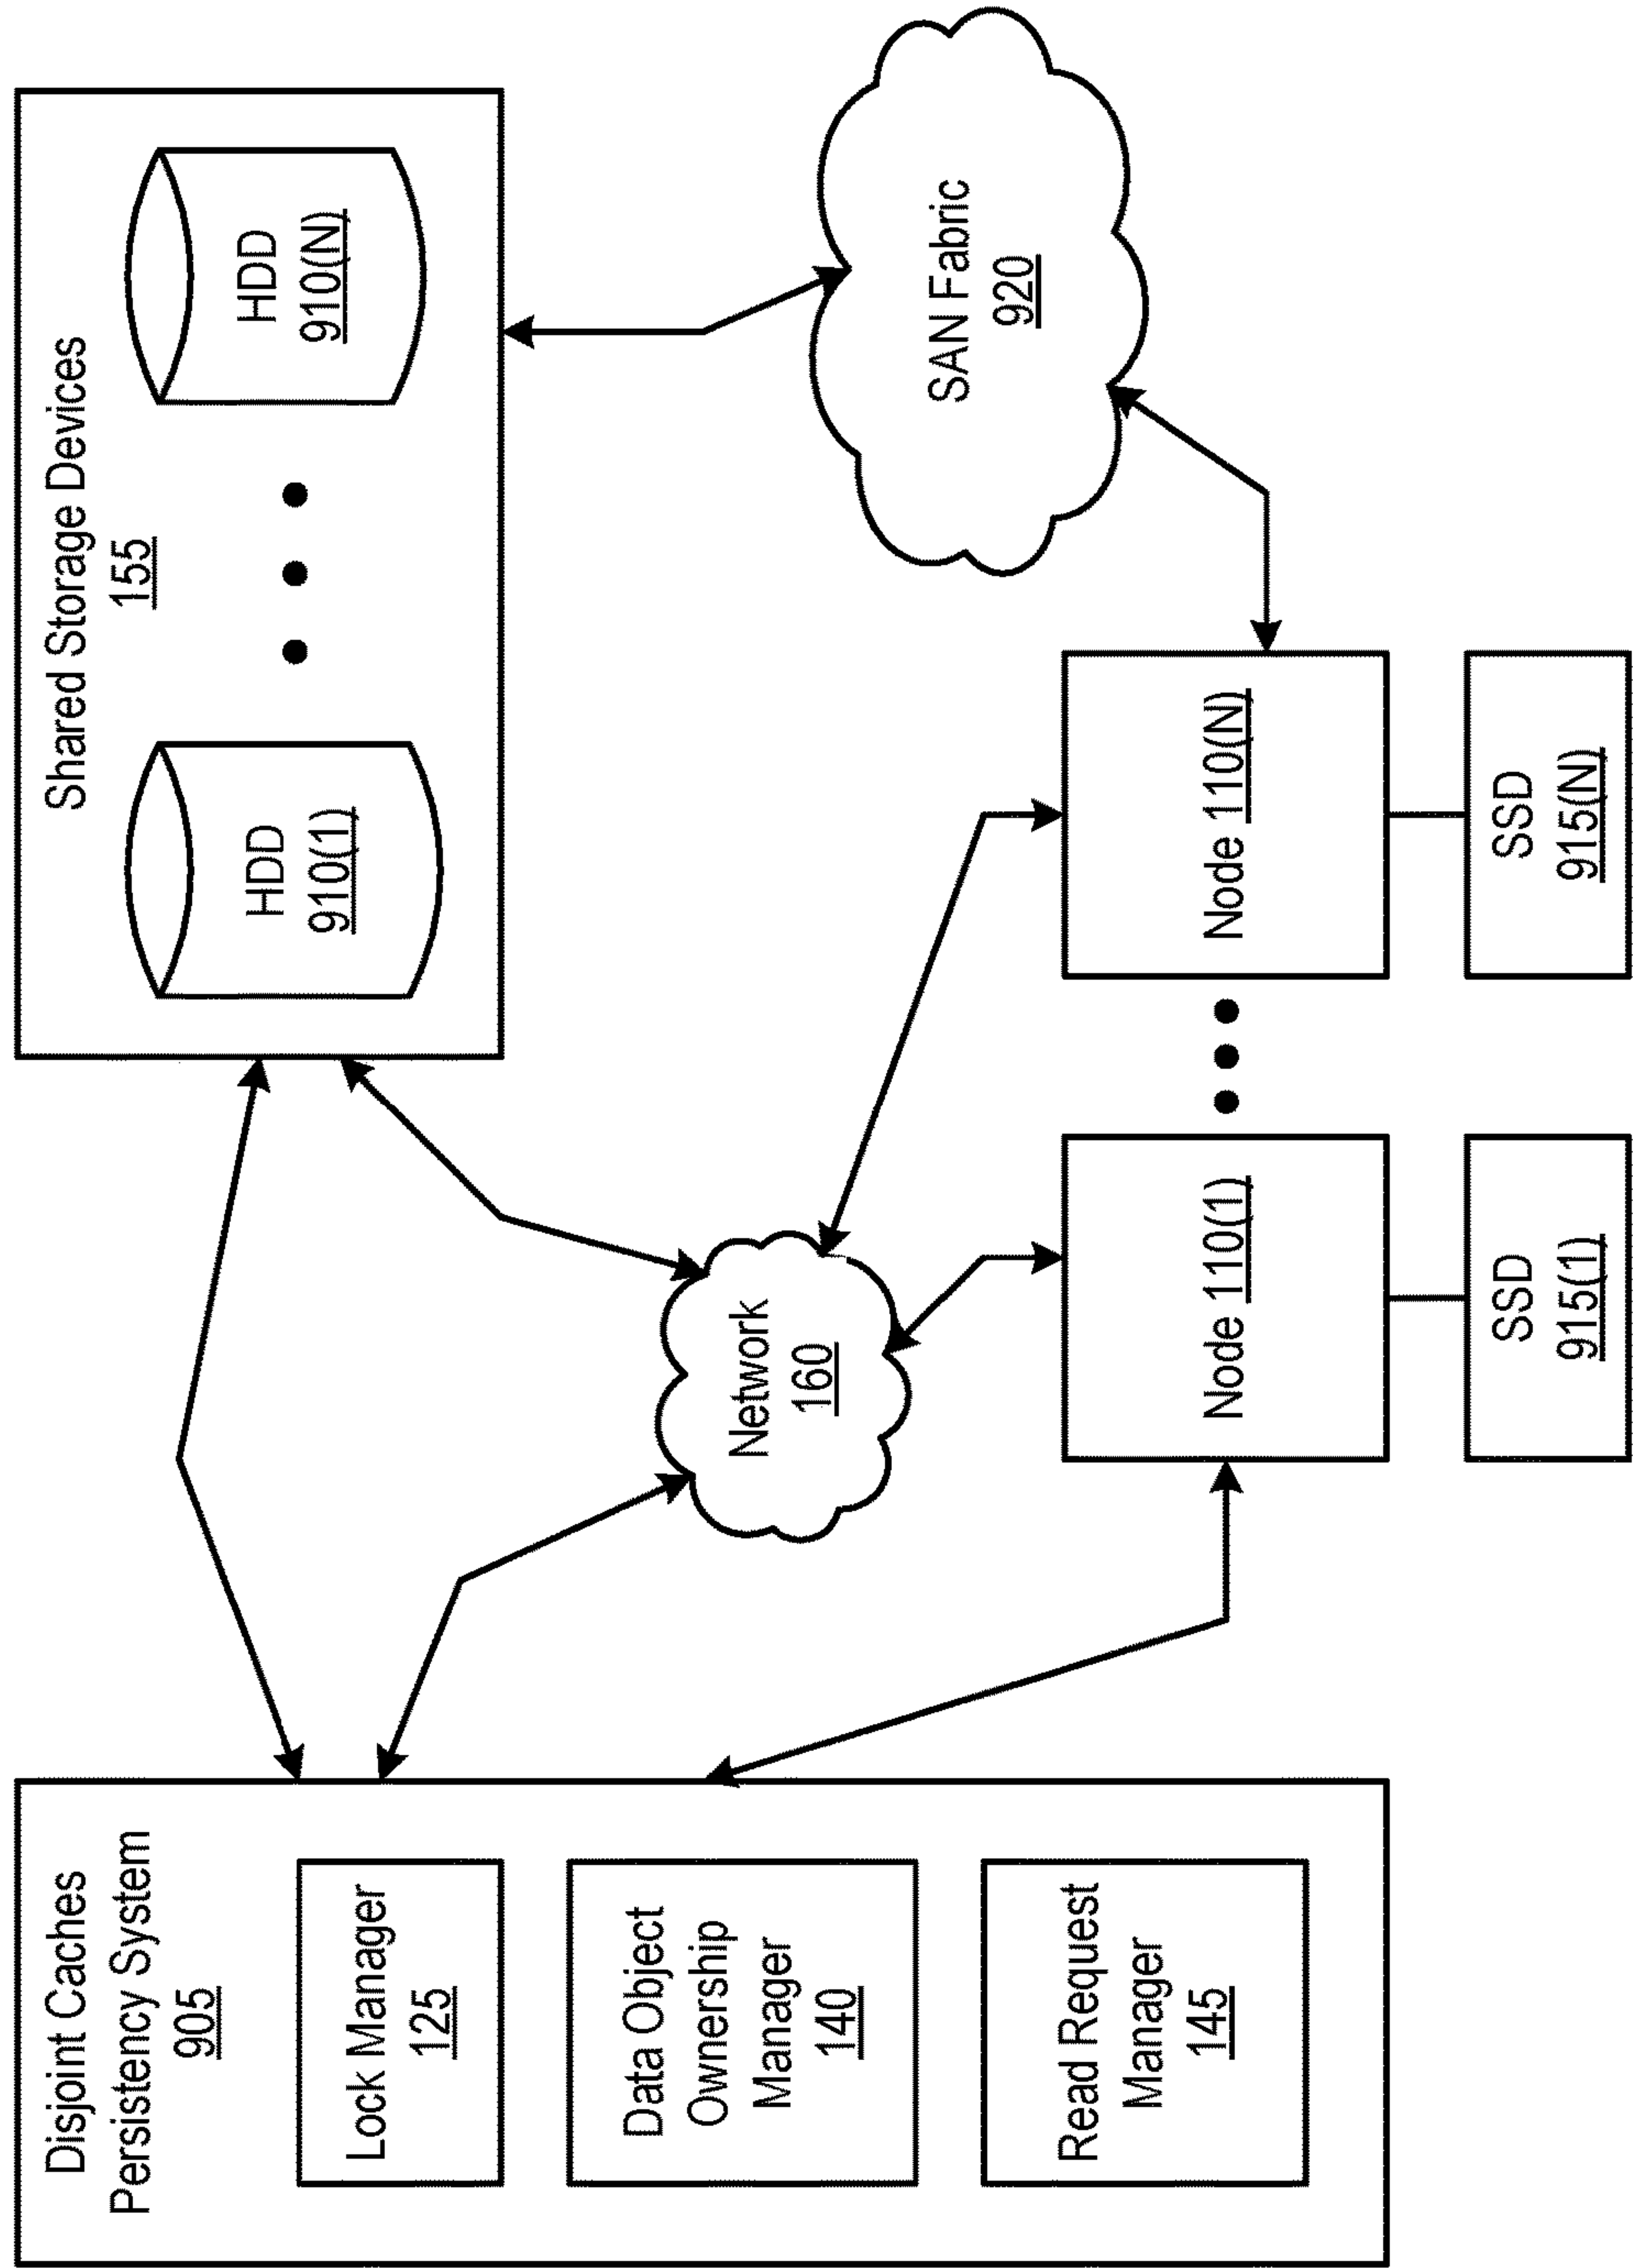 Disjoint Caches
Persistency System
905
Lock Manager
125
Data Object
Ownership
Manager
140
Read Request
Manager
145
Shared Storage Devices
155
HDD
910(1)
HDD
910(N)
Network
160
SAN Fabric
920
Node 110(1)
Node 110(N)
SSD
915(1)
SSD
915(N)